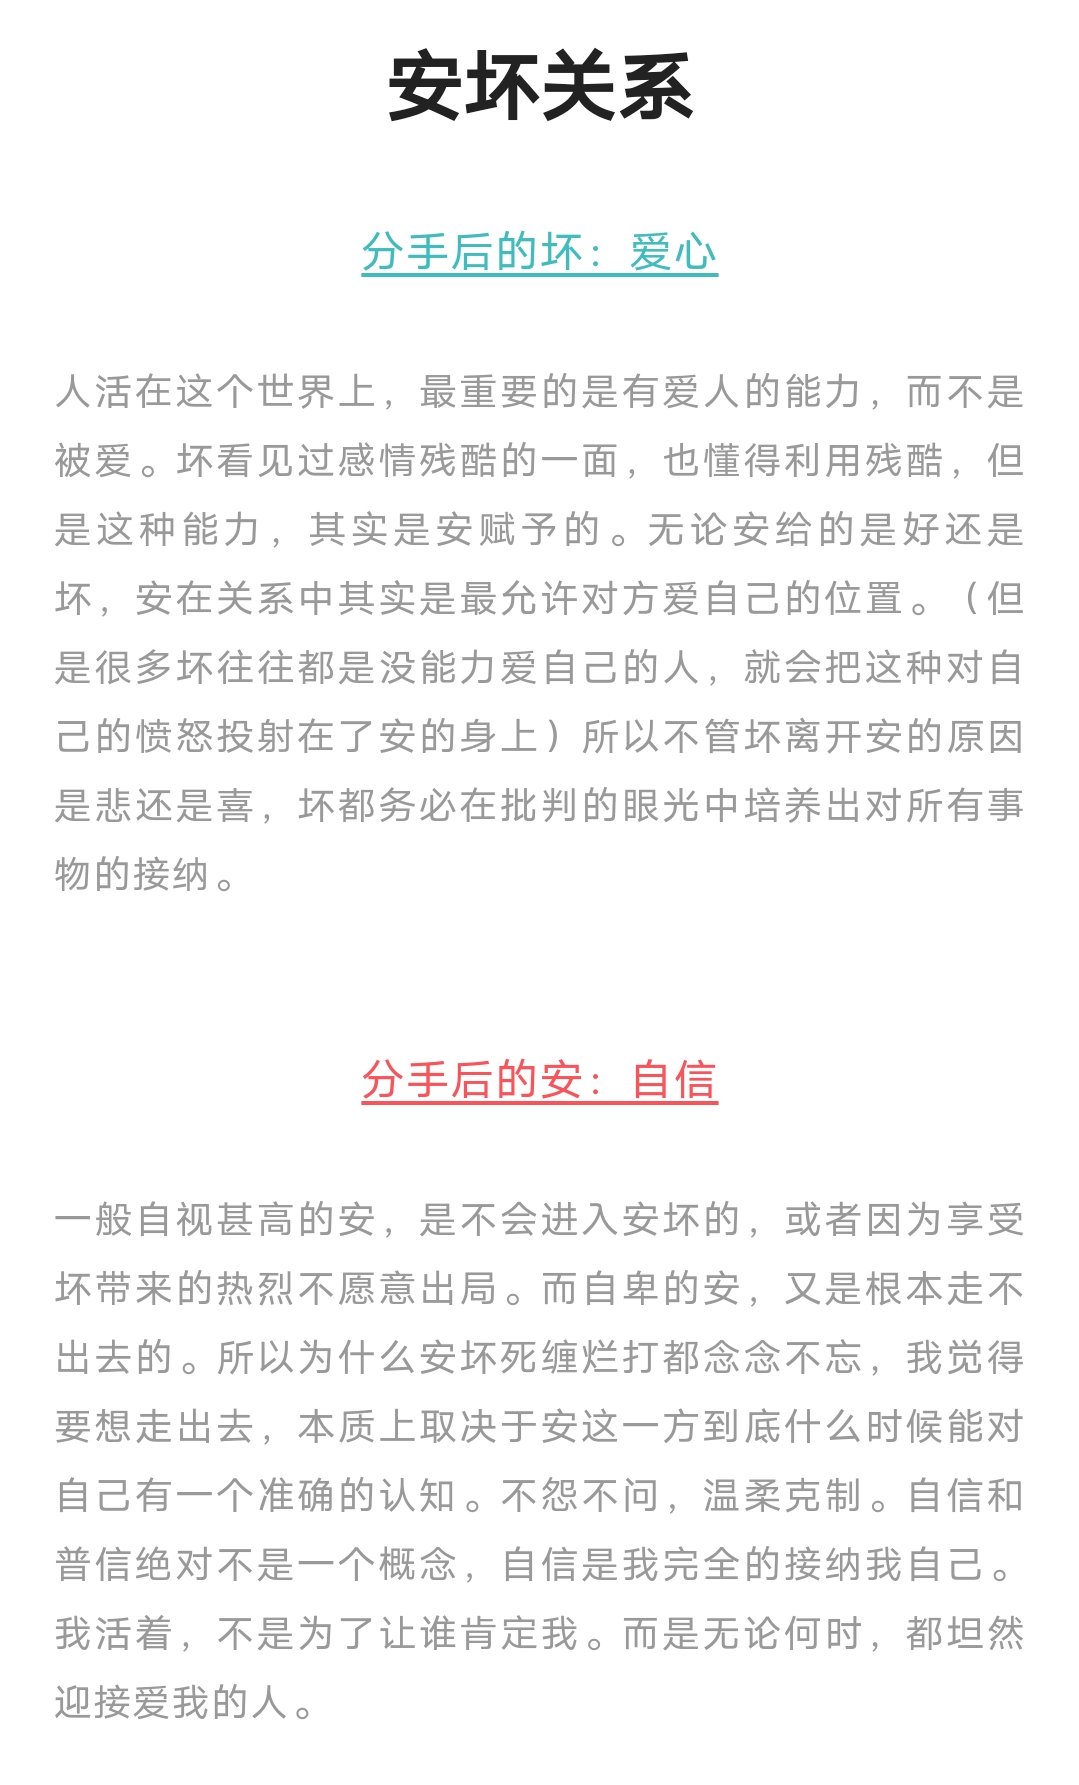 安坏关系
分手后的坏：爱心
人活在这个世界上，最重要的是有爱人的能力，而不是
被爱。坏看见过感情残酷的一面，也懂得利用残酷，但
是这种能力，其实是安赋予的。无论安给的是好还是
坏，安在关系中其实是最允许对方爱自己的位置。（但
是很多坏往往都是没能力爱自己的人，就会把这种对自
己的愤怒投射在了安的身上）所以不管坏离开安的原因
是悲还是喜，坏都务必在批判的眼光中培养出对所有事
物的接纳。
分手后的安：自信
一般自视甚高的安，是不会进入安坏的，或者因为享受
坏带来的热烈不愿意出局。而自卑的安，又是根本走不
出去的。所以为什么安坏死缠烂打都念念不忘，我觉得
要想走出去，本质上取决于安这一方到底什么时候能对
自己有一个准确的认知。不怨不问，温柔克制。自信和
普信绝对不是一个概念，自信是我完全的接纳我自己。
我活着，不是为了让谁肯定我。而是无论何时，都坦然
迎接爱我的人。